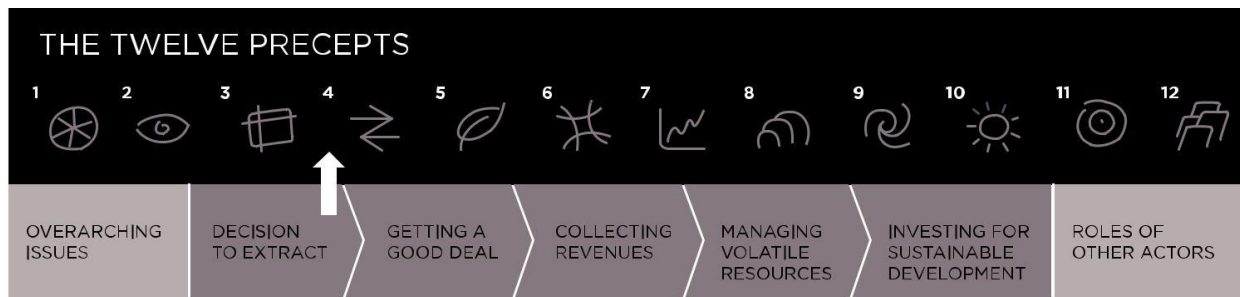 THE TWELVE PRECEPTS
1 2 3 4 5 6 7 8 9 10 11 12
OVERARCHING
ISSUES
DECISION
TO EXTRACT
GETTING A
GOOD DEAL
COLLECTING
REVENUES
MANAGING
VOLATILE
RESOURCES
INVESTING FOR
SUSTAINABLE
DEVELOPMENT
ROLES OF
OTHER ACTORS